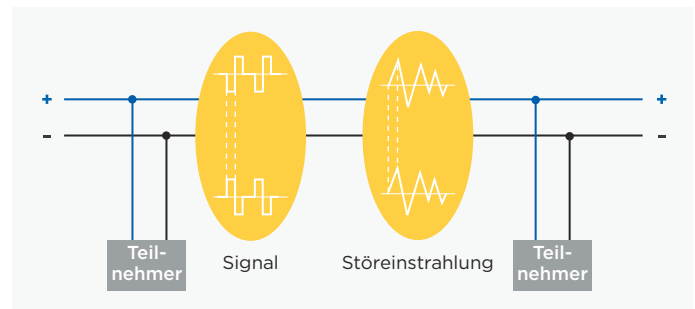 + +
- -
Teil-
nehmer
Signal
Störeinstrahlung
Teil-
nehmer